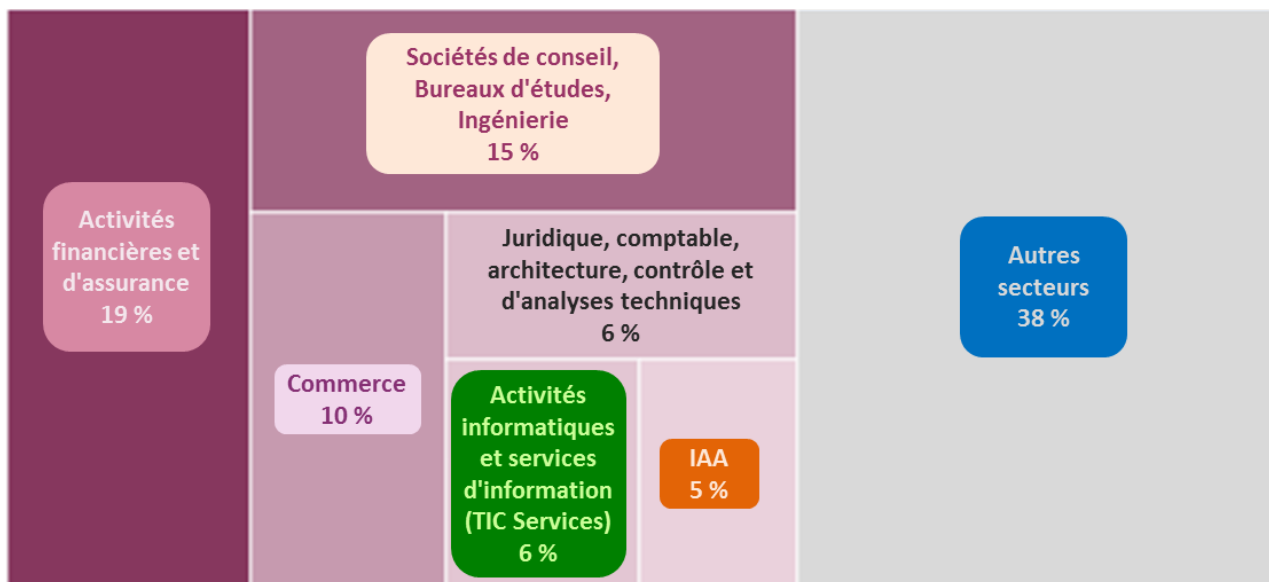 Activités
financières et
d'assurance
19 %
Sociétés de conseil,
Bureaux d'études,
Ingénierie
15 %
Commerce
10 %
Juridique, comptable,
architecture, contrôle et
d'analyses techniques
6 %
Activités
informatiques
et services
d'information
(TIC Services)
6 %
IAA
5 %
Autres
secteurs
38 %